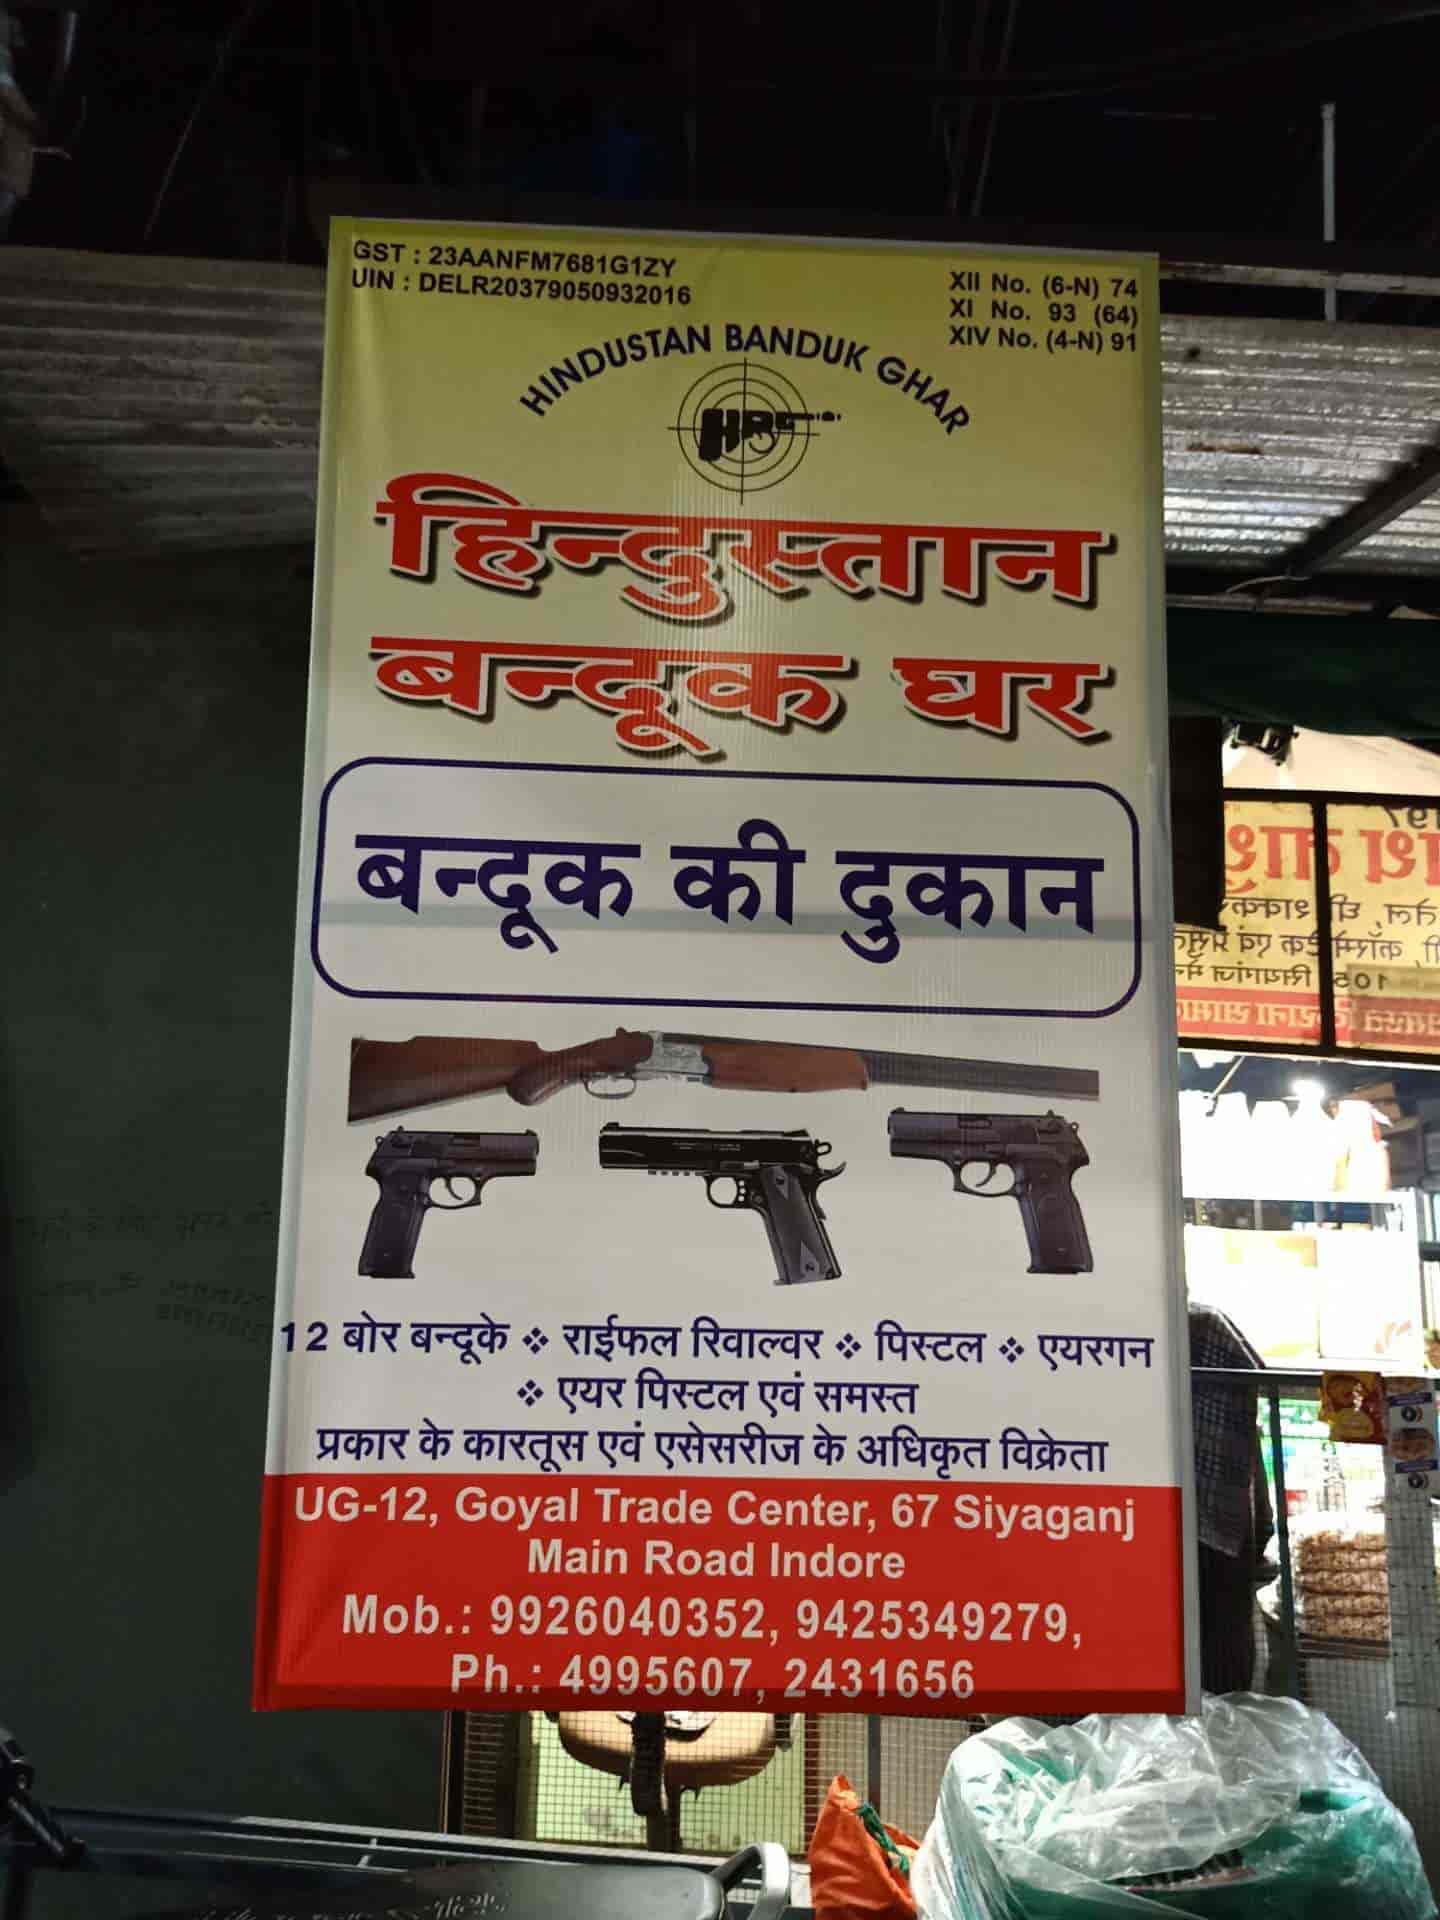 GST : 23AANFM7681G1ZY
UIN : DELR20379050932016
XII No. (6-N) 74
XI No. 93 (64)
XIV No. (4-N) 91
HINDUSTAN BANDUK GHAR
HBG
हिन्दुस्तान
बन्दूक घर
बन्दूक की दुकान
12 बोर बन्दूके ❖ राईफल रिवाल्वर ❖ पिस्टल ❖ एयरगन
❖ एयर पिस्टल एवं समस्त
प्रकार के कारतूस एवं एसेसरीज के अधिकृत विक्रेता
UG-12, Goyal Trade Center, 67 Siyaganj
Main Road Indore
Mob.: 9926040352, 9425349279,
Ph.: 4995607, 2431656